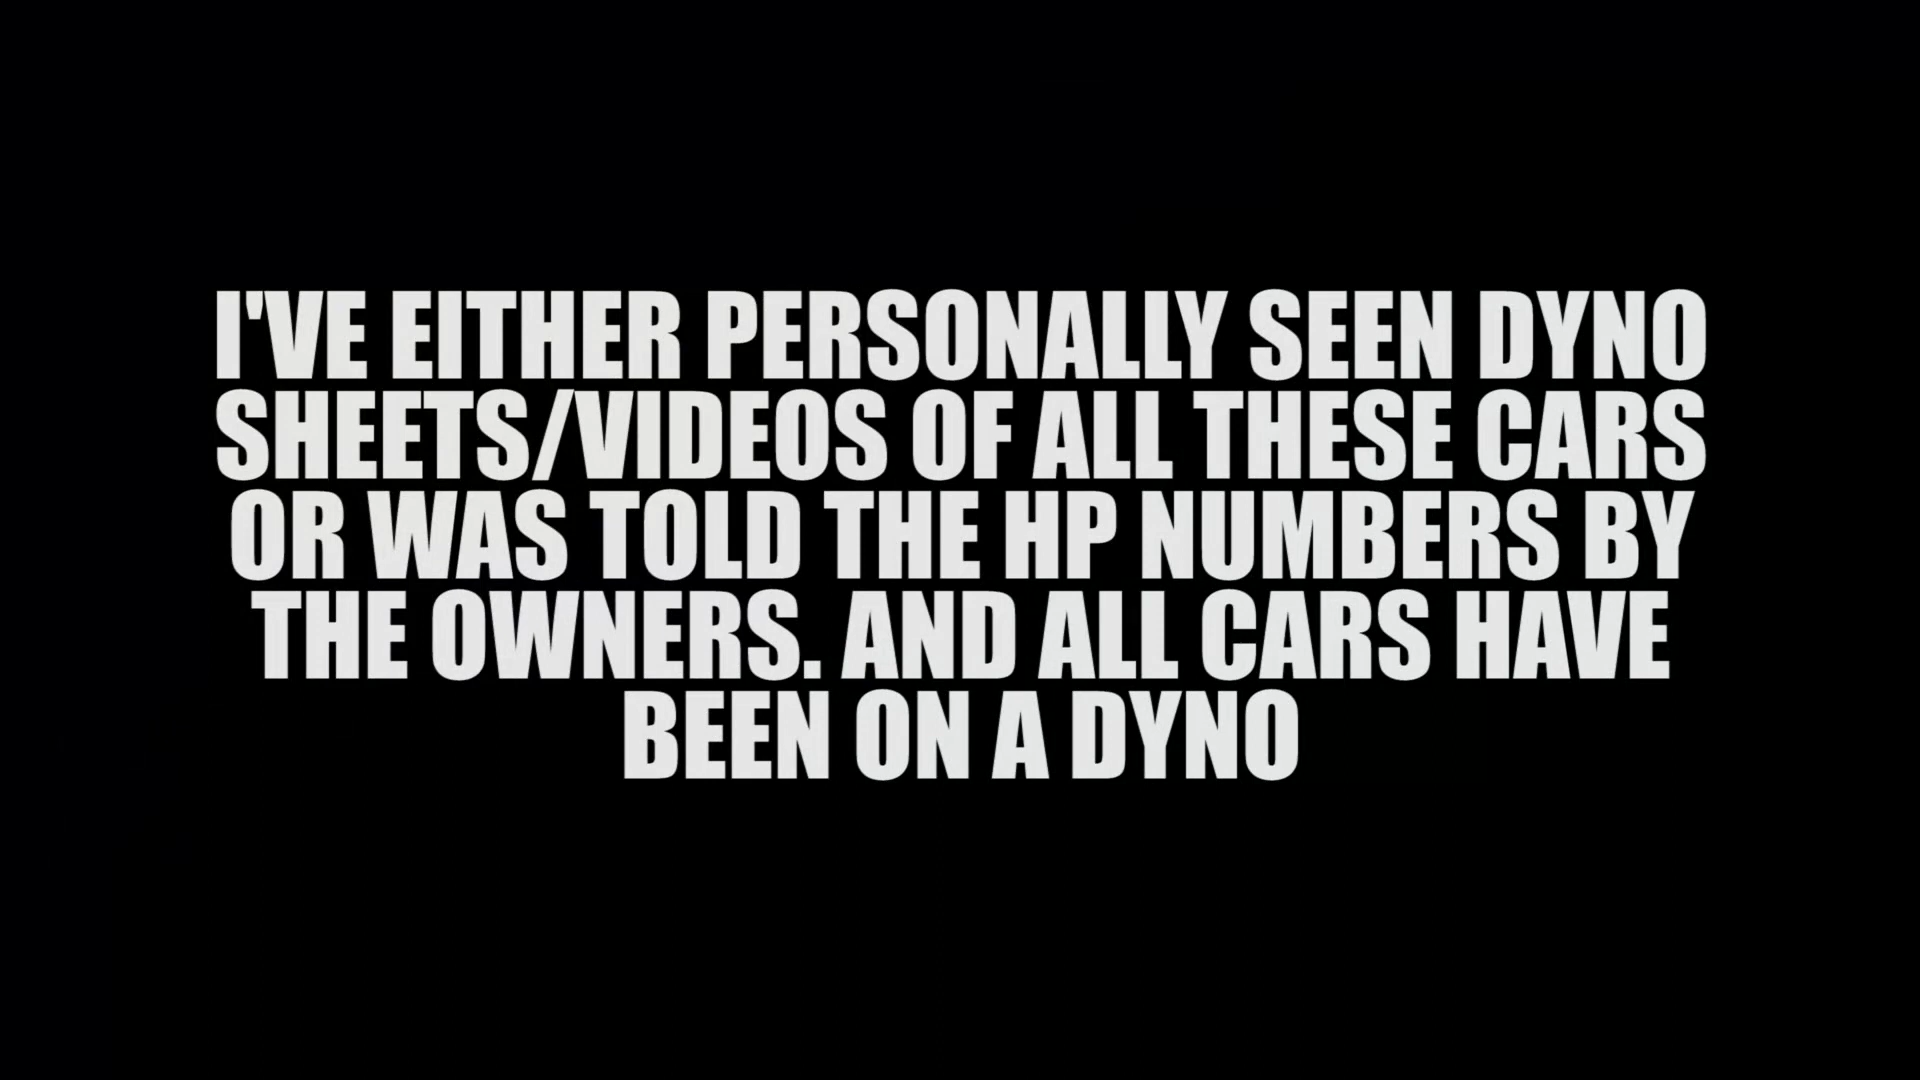 I'VE EITHER PERSONALLY SEEN DYNO
SHEETS/VIDEOS OF ALL THESE CARS
OR WAS TOLD THE HP NUMBERS BY
THE OWNERS. AND ALL CARS HAVE
BEEN ON A DYNO